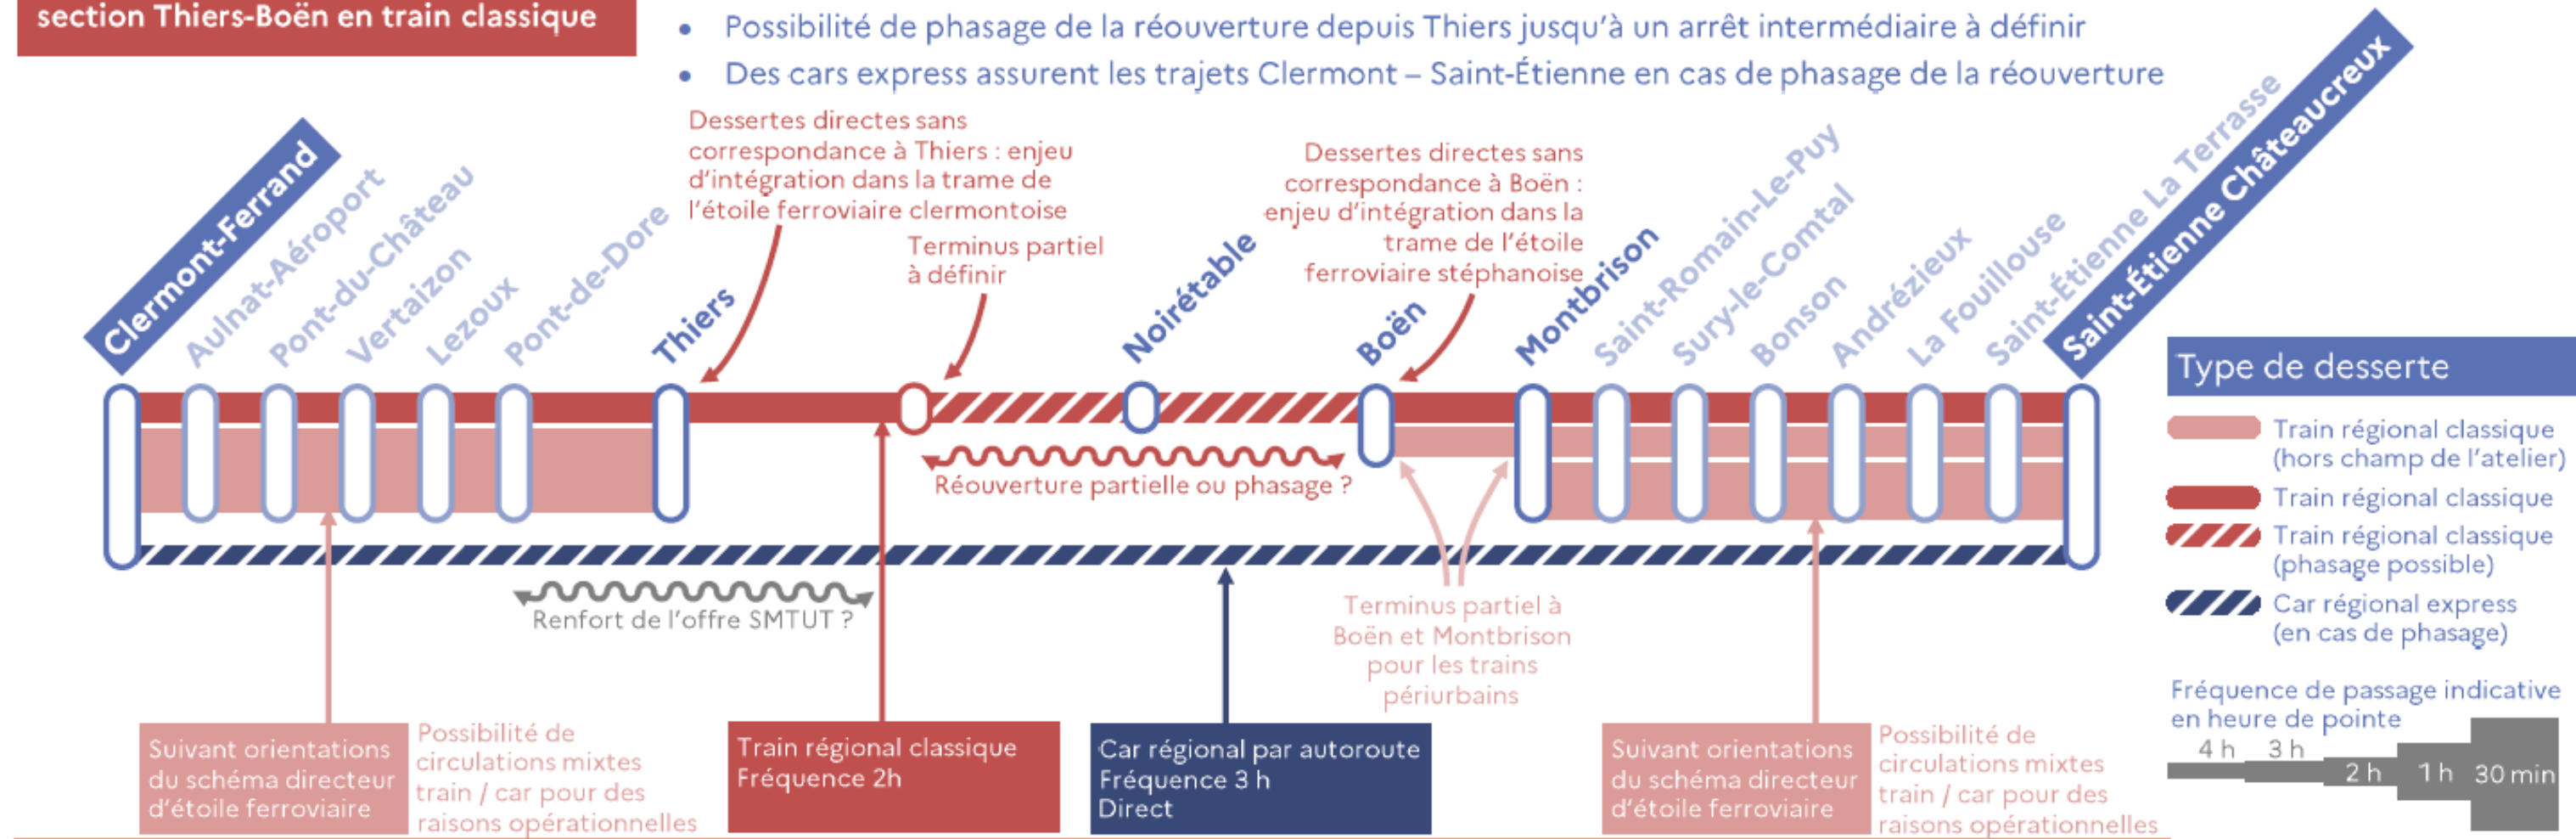 section Thiers-Boën en train classique
• Possibilité de phasage de la réouverture depuis Thiers jusqu'à un arrêt intermédiaire à définir
• Des cars express assurent les trajets Clermont – Saint-Étienne en cas de phasage de la réouverture
Dessertes directes sans
correspondance à Thiers : enjeu
d'intégration dans la trame de
l'étoile ferroviaire clermontoise
Terminus partiel
à définir
Dessertes directes sans
correspondance à Boën :
enjeu d'intégration dans la
trame de l'étoile
ferroviaire stéphanoise
Clermont-Ferrand
Aulnat-Aéroport
Pont-du-Château
Vertaizon
Lezoux
Pont-de-Dore
Thiers
Noirétable
Boën
Montbrison
Saint-Romain-Le-Puy
Sury-le-Comtal
Bonson
Andrézieux
La Fouillouse
Saint-Étienne La Terrasse
Saint-Étienne Châteaucreux
Réouverture partielle ou phasage ?
Renfort de l'offre SMTUT ?
Terminus partiel à
Boën et Montbrison
pour les trains
périurbains
Suivant orientations
du schéma directeur
d'étoile ferroviaire
Possibilité de
circulations mixtes
train / car pour des
raisons opérationnelles
Train régional classique
Fréquence 2h
Car régional par autoroute
Fréquence 3 h
Direct
Suivant orientations
du schéma directeur
d'étoile ferroviaire
Possibilité de
circulations mixtes
train / car pour des
raisons opérationnelles
Type de desserte
Train régional classique
(hors champ de l'atelier)
Train régional classique
Train régional classique
(phasage possible)
Car régional express
(en cas de phasage)
Fréquence de passage indicative
en heure de pointe
4 h 3 h 2 h 1 h 30 min